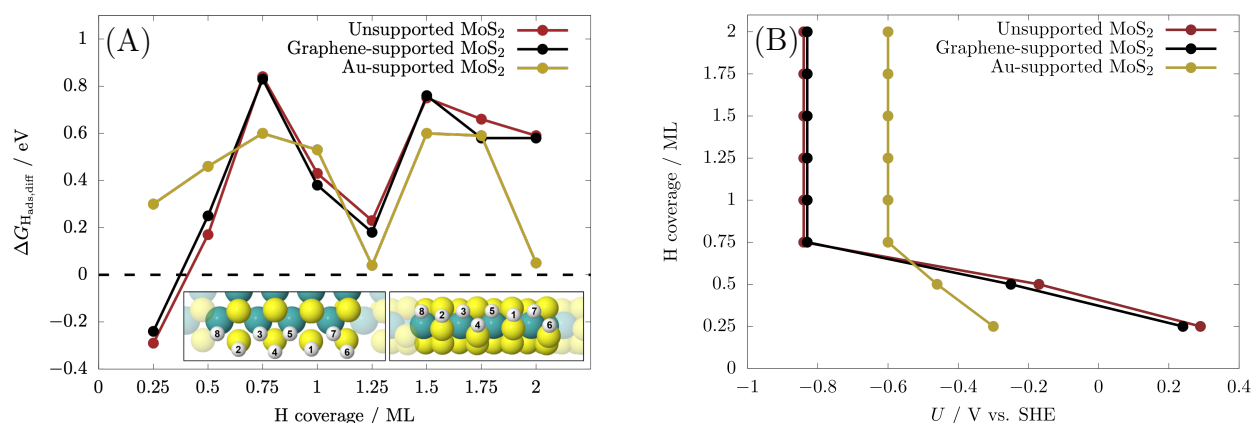 (A)
Unsupported MoS₂
Graphene-supported MoS₂
Au-supported MoS₂
ΔG_{H_{ads,diff}} / eV
1
0.8
0.6
0.4
0.2
0
−0.2
−0.4
8 3 5 7
2 4 1 6
8 2 3 5 1 7
4 6
0 0.25 0.5 0.75 1 1.25 1.5 1.75 2
H coverage / ML
(B)
Unsupported MoS₂
Graphene-supported MoS₂
Au-supported MoS₂
H coverage / ML
2
1.75
1.5
1.25
1
0.75
0.5
0.25
0
−1 −0.8 −0.6 −0.4 −0.2 0 0.2 0.4
U / V vs. SHE